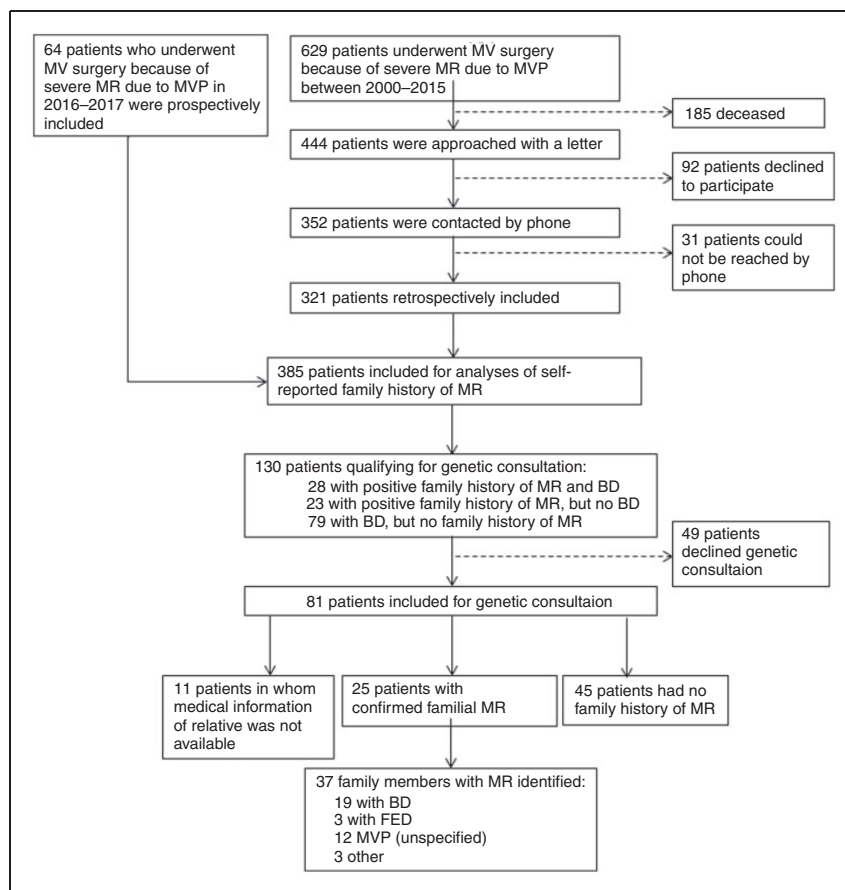 64 patients who underwent
MV surgery because of
severe MR due to MVP in
2016–2017 were prospectively
included
629 patients underwent MV surgery
because of severe MR due to MVP
between 2000–2015
185 deceased
444 patients were approached with a letter
92 patients declined
to participate
352 patients were contacted by phone
31 patients could
not be reached by
phone
321 patients retrospectively included
385 patients included for analyses of self-
reported family history of MR
130 patients qualifying for genetic consultation:
28 with positive family history of MR and BD
23 with positive family history of MR, but no BD
79 with BD, but no family history of MR
49 patients
declined genetic
consultaion
81 patients included for genetic consultaion
11 patients in whom
medical information
of relative was not
available
25 patients with
confirmed familial MR
45 patients had no
family history of MR
37 family members with MR identified:
19 with BD
3 with FED
12 MVP (unspecified)
3 other